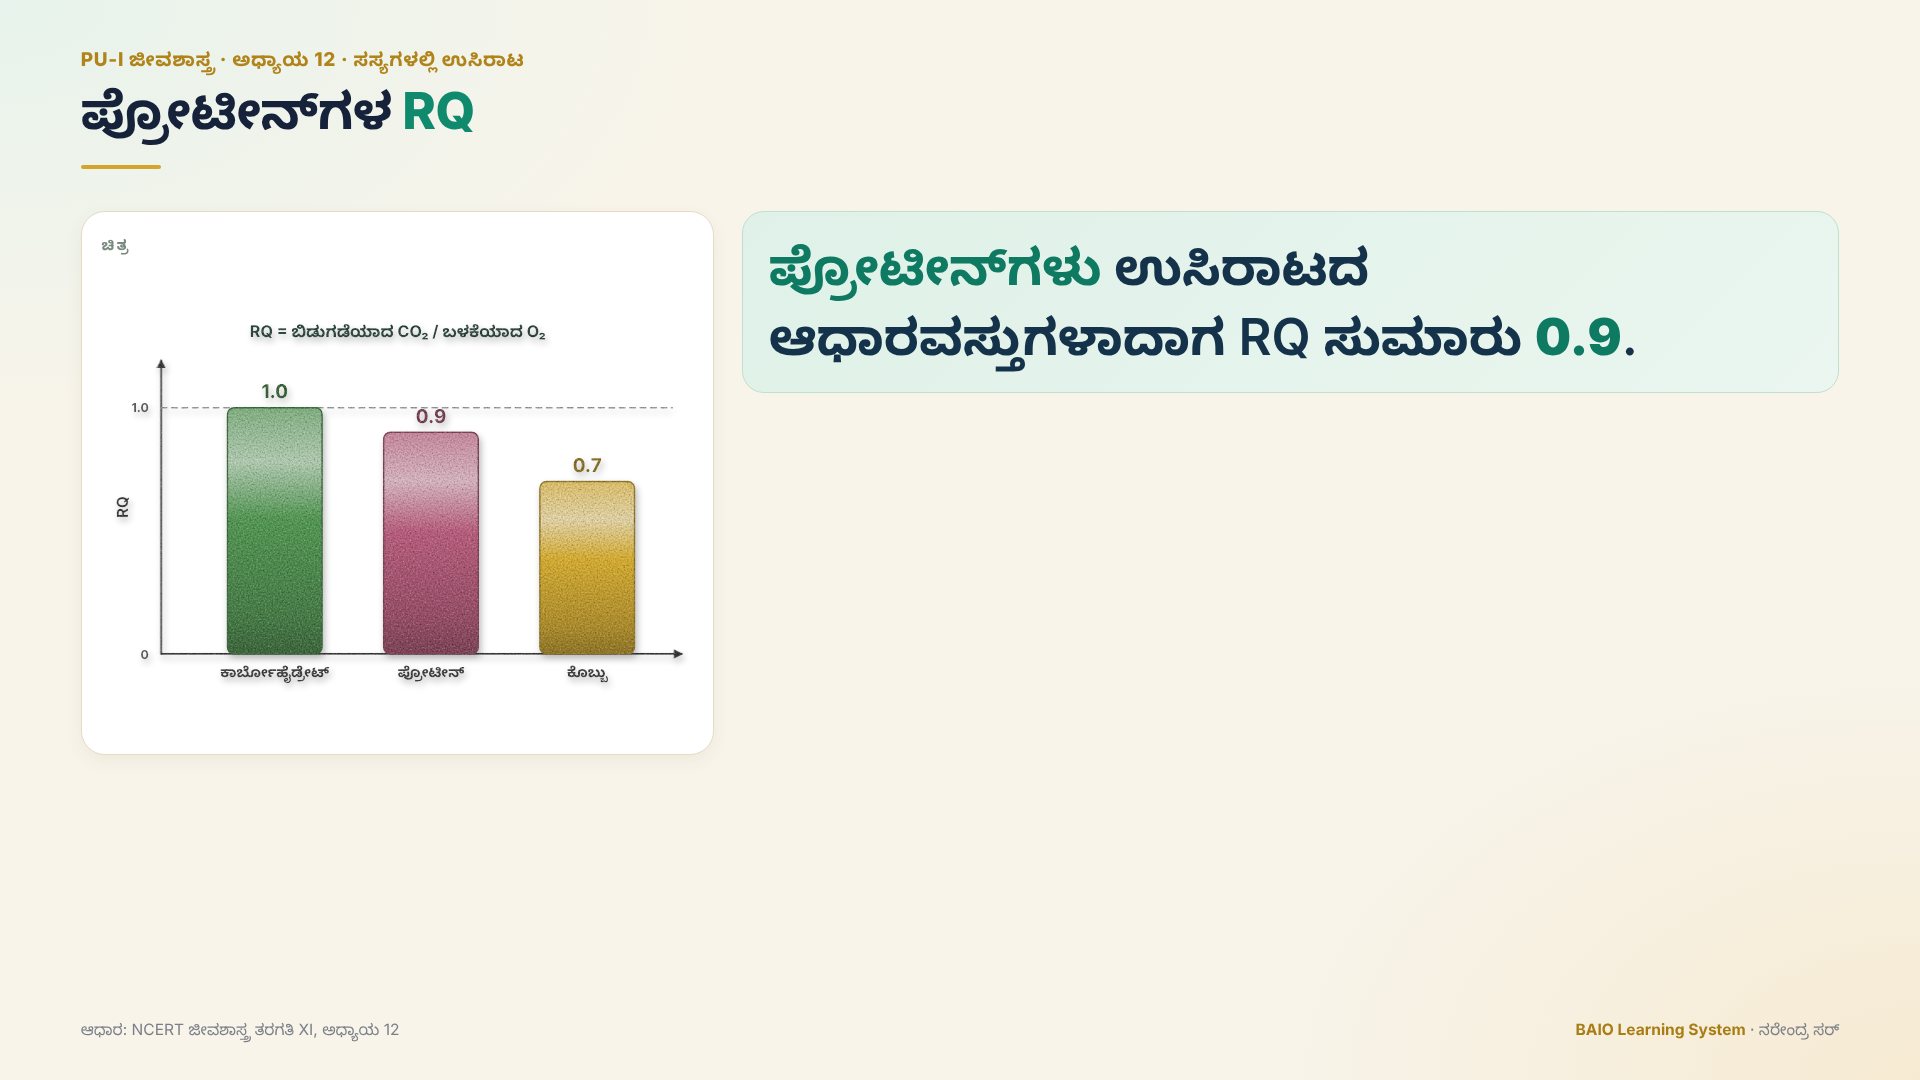 PU-I ಜೀವಶಾಸ್ತ್ರ · ಅಧ್ಯಾಯ 12 · ಸಸ್ಯಗಳಲ್ಲಿ ಉಸಿರಾಟ
ಪ್ರೋಟೀನ್‌ಗಳ RQ
ಚಿತ್ರ
RQ = ಬಿಡುಗಡೆಯಾದ CO₂ / ಬಳಕೆಯಾದ O₂
1.0
1.0
0.9
0.7
RQ
0
ಕಾರ್ಬೋಹೈಡ್ರೇಟ್
ಪ್ರೋಟೀನ್
ಕೊಬ್ಬು
ಪ್ರೋಟೀನ್‌ಗಳು ಉಸಿರಾಟದ
ಆಧಾರವಸ್ತುಗಳಾದಾಗ RQ ಸುಮಾರು 0.9.
ಆಧಾರ: NCERT ಜೀವಶಾಸ್ತ್ರ ತರಗತಿ XI, ಅಧ್ಯಾಯ 12
BAIO Learning System · ನರೇಂದ್ರ ಸರ್